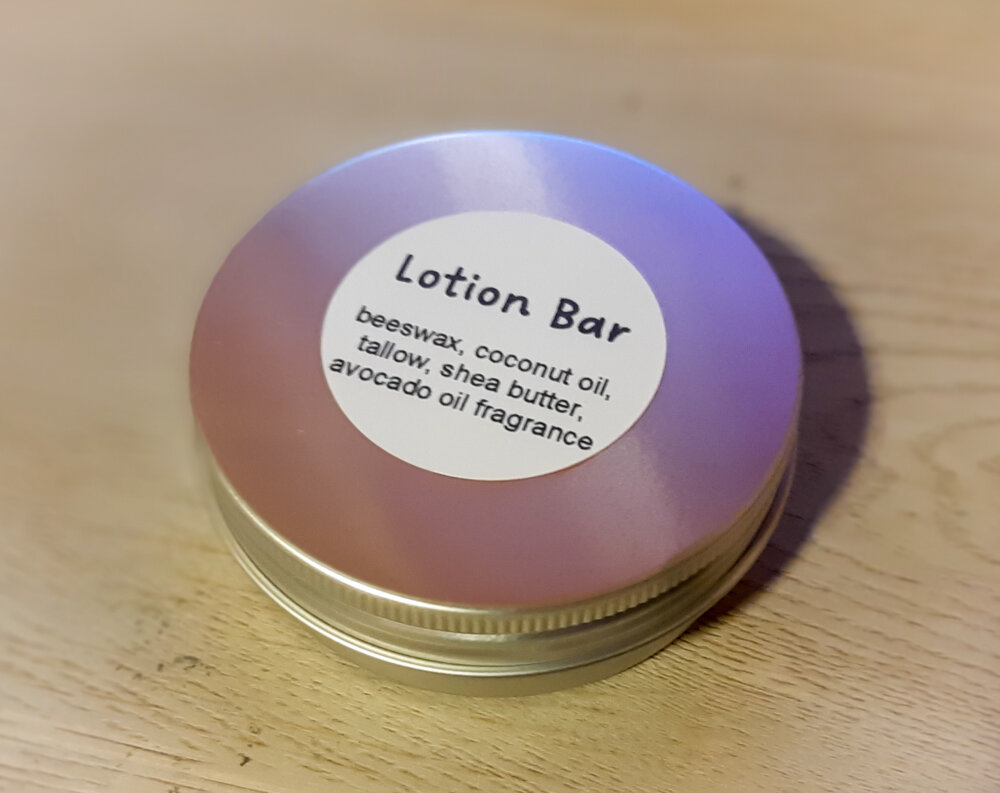 Lotion Bar
beeswax, coconut oil,
tallow, shea butter,
avocado oil fragrance